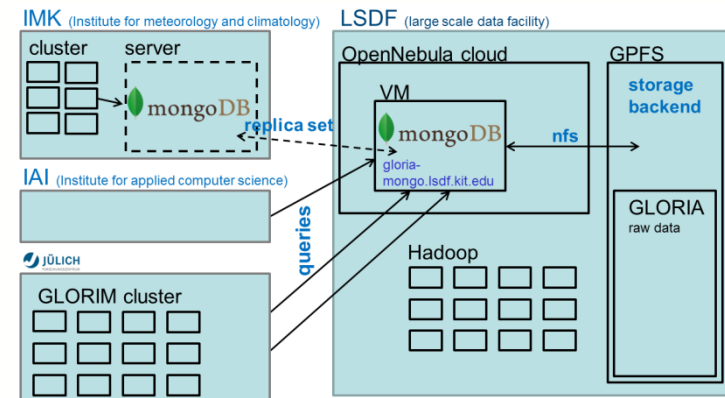 IMK (Institute for meteorology and climatology)
cluster
server
mongoDB
replica set
IAI (Institute for applied computer science)
JÜLICH
GLORIM cluster
queries
LSDF (large scale data facility)
OpenNebula cloud
VM
mongoDB
gloria-
mongo.lsdf.kit.edu
nfs
Hadoop
GPFS
storage
backend
GLORIA
raw data